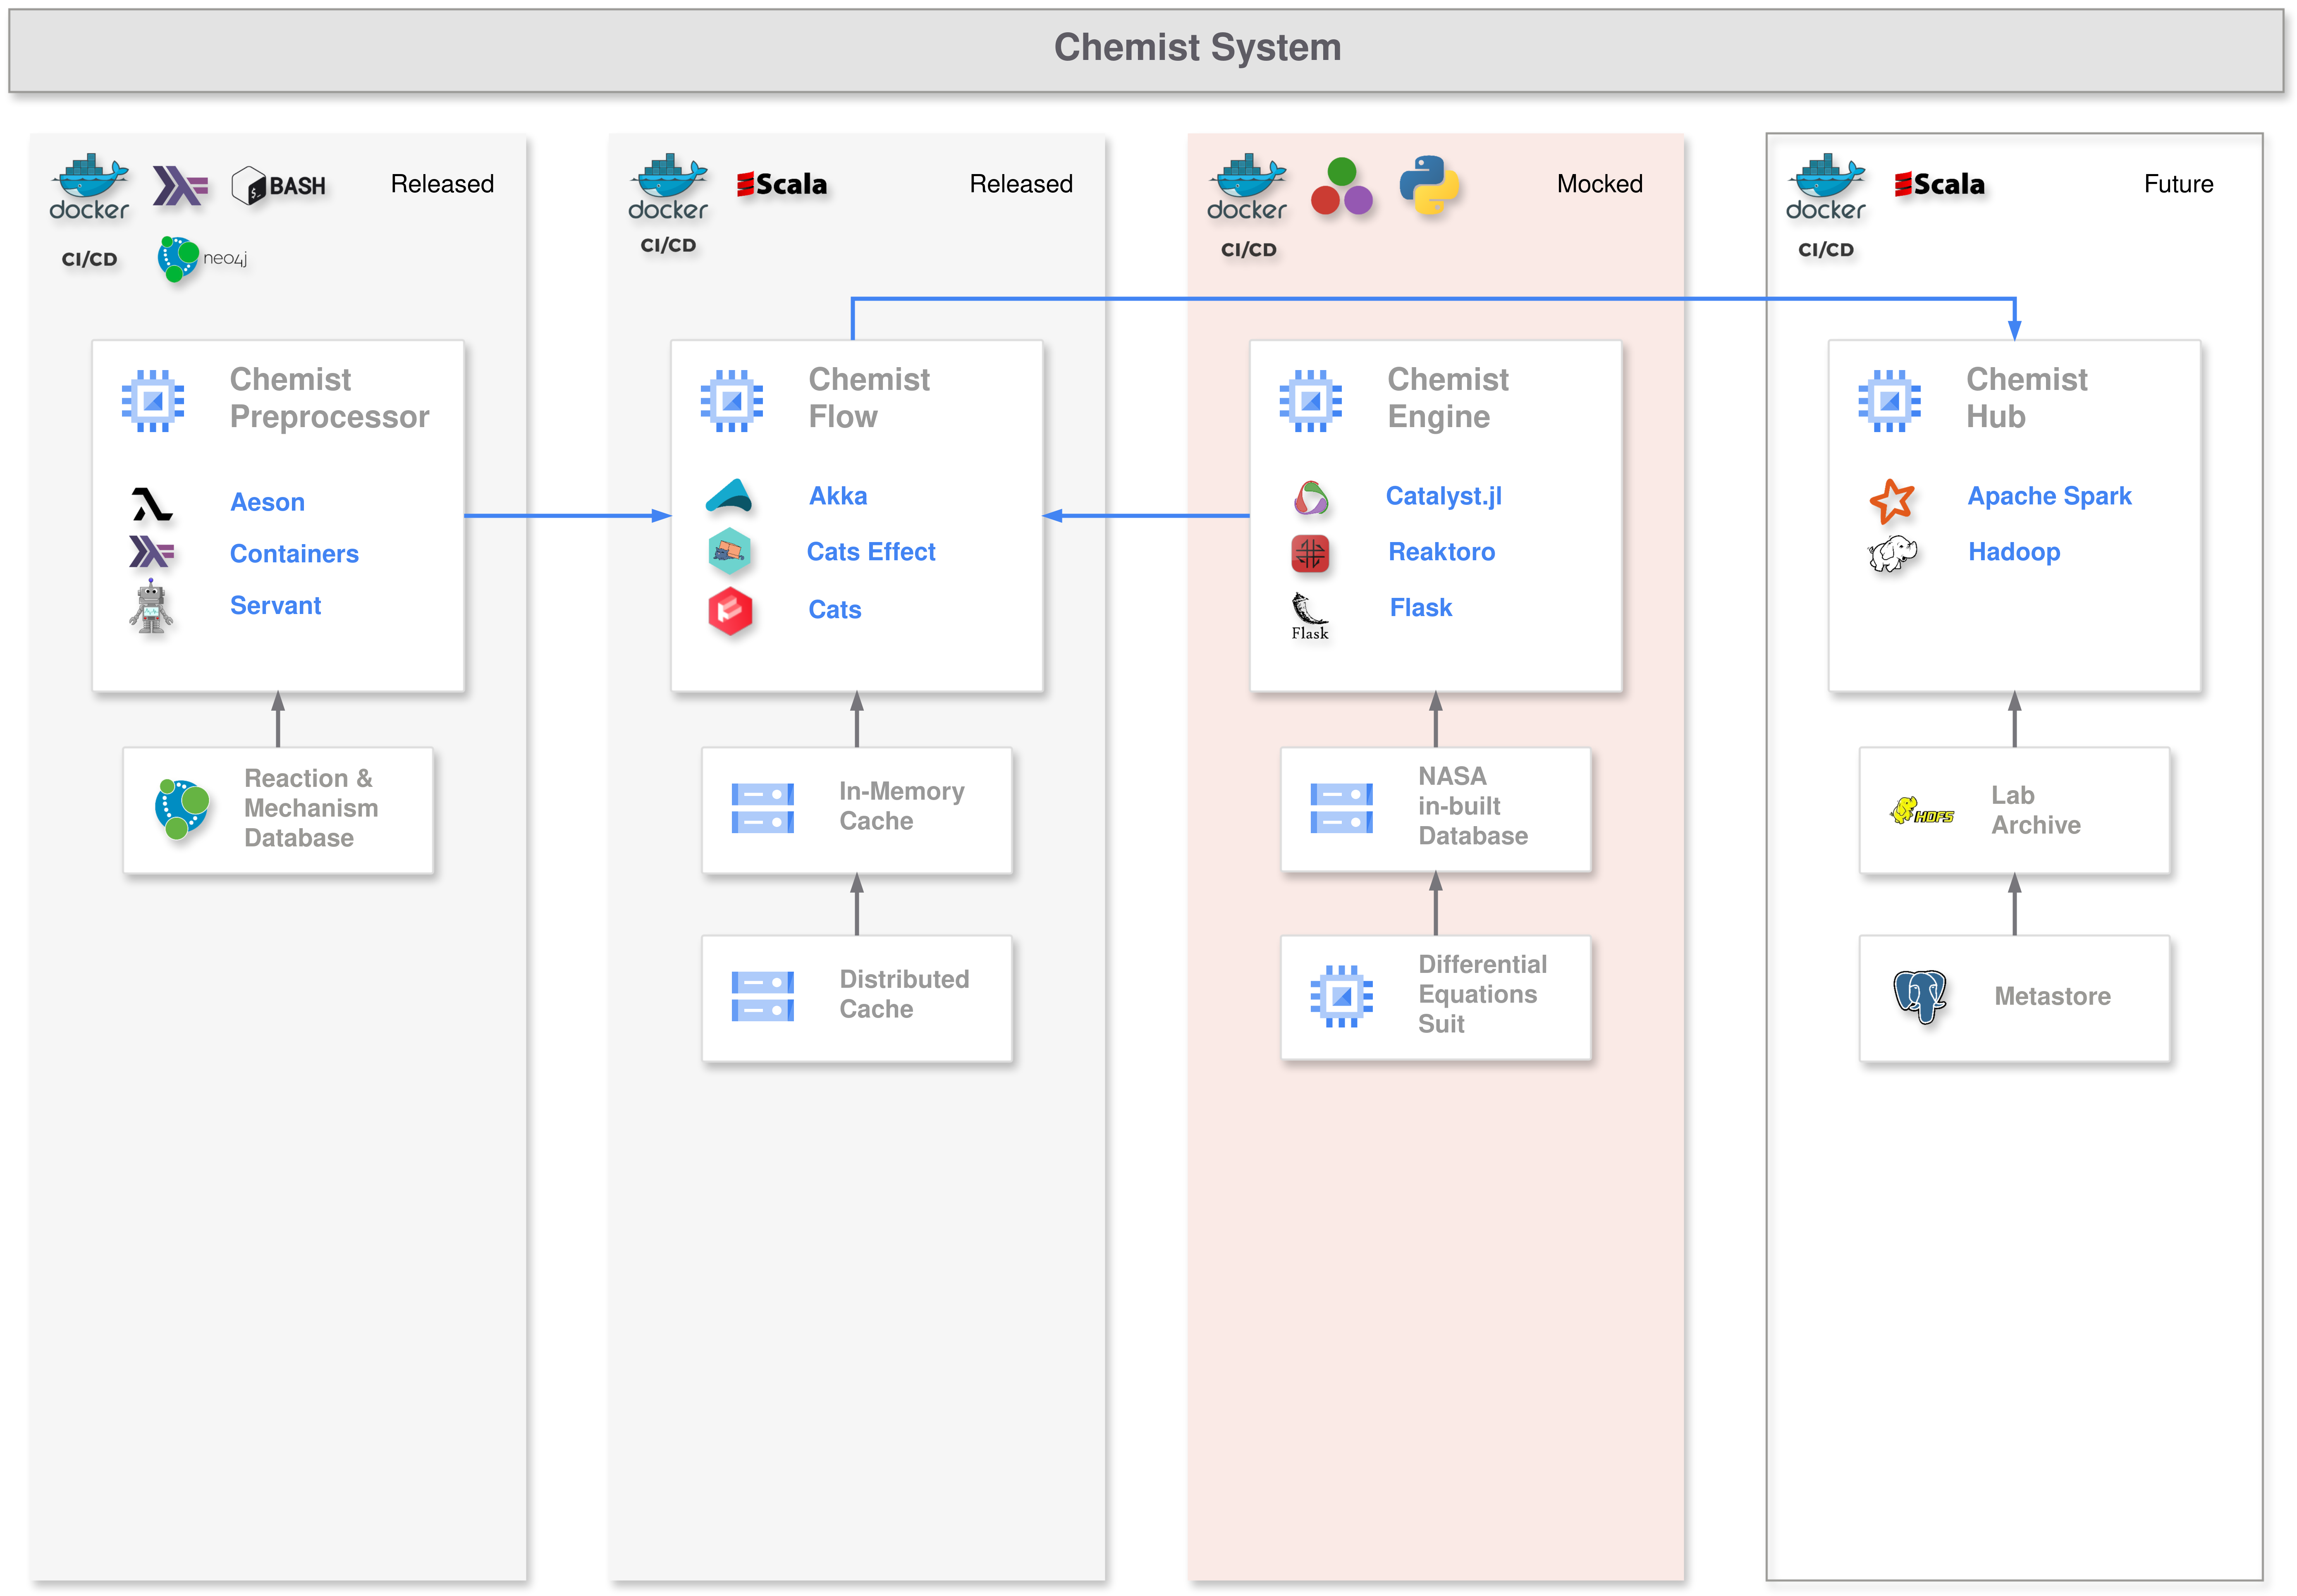 Chemist System
docker
BASH
Released
CI/CD
neo4j
Chemist
Preprocessor
Aeson
Containers
Servant
Reaction &
Mechanism
Database
docker
Scala
Released
CI/CD
Chemist
Flow
Akka
Cats Effect
Cats
In-Memory
Cache
Distributed
Cache
docker
Mocked
CI/CD
Chemist
Engine
Catalyst.jl
Reaktoro
Flask
Flask
NASA
in-built
Database
Differential
Equations
Suit
docker
Scala
Future
CI/CD
Chemist
Hub
Apache Spark
Hadoop
HDFS
Lab
Archive
Metastore